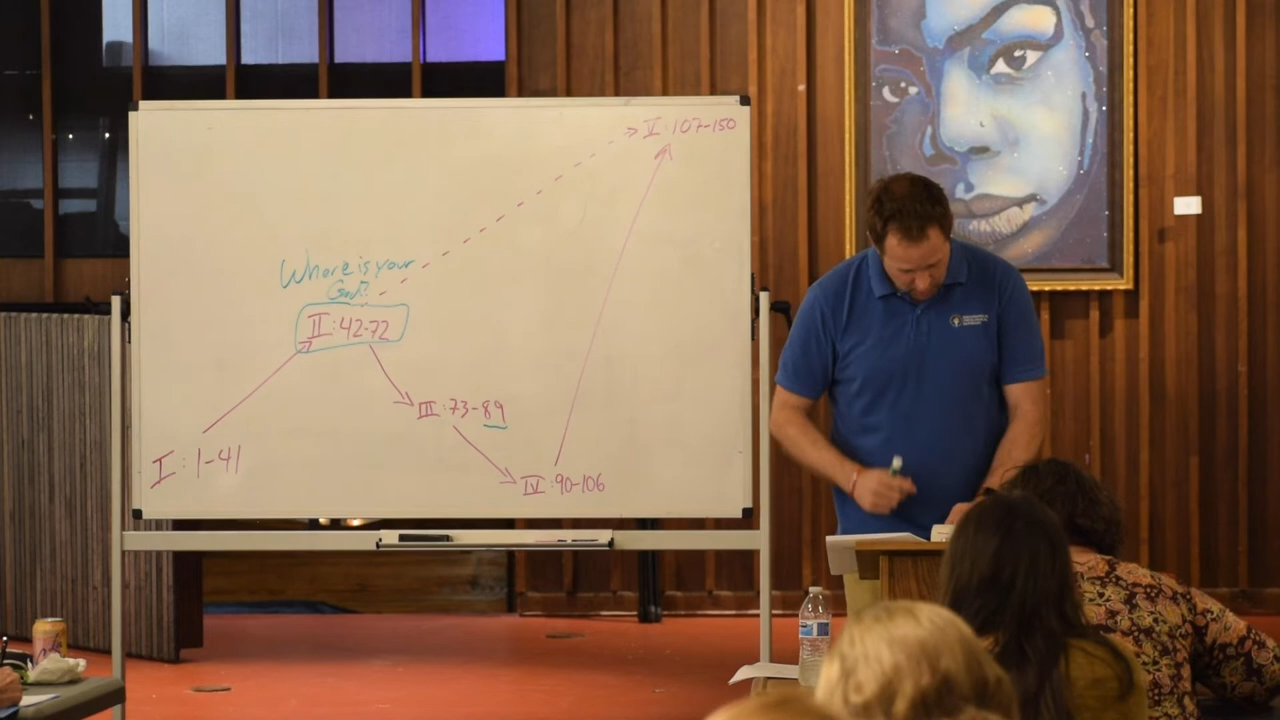 V: 107-150
Where is your
God?
II: 42-72
III: 73-89
I: 1-41
IV: 90-106